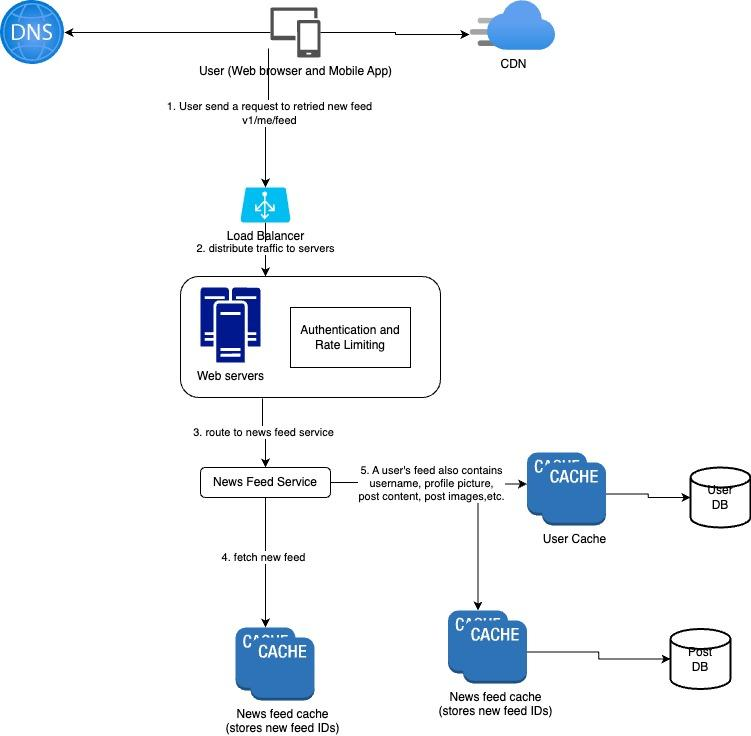 DNS
User (Web browser and Mobile App)
CDN
1. User send a request to retried new feed
v1/me/feed
Load Balancer
2. distribute traffic to servers
Authentication and
Rate Limiting
Web servers
3. route to news feed service
News Feed Service
5. A user's feed also contains
username, profile picture,
post content, post images,etc.
CACHE
CACHE
User Cache
User
DB
4. fetch new feed
CACHE
CACHE
News feed cache
(stores new feed IDs)
CACHE
CACHE
News feed cache
(stores new feed IDs)
Post
DB